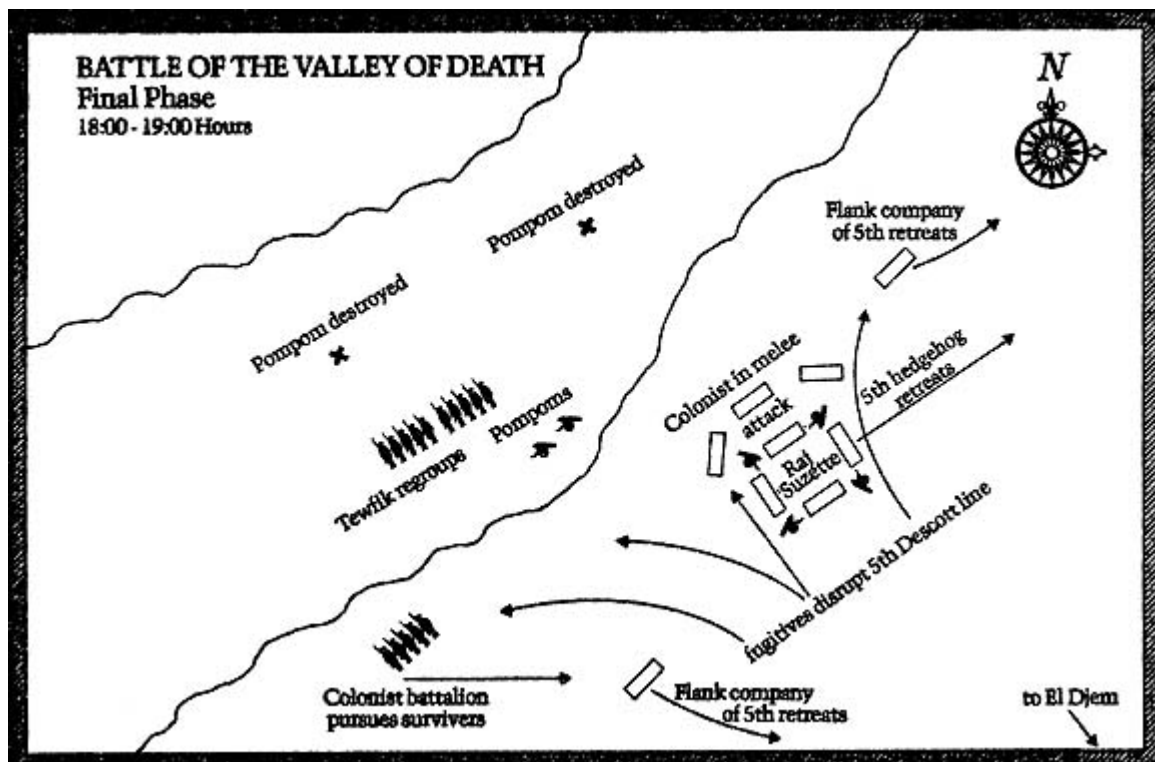 BATTLE OF THE VALLEY OF DEATH
Final Phase
18:00 - 19:00 Hours
N
Pompom destroyed
Pompom destroyed
Flank company
of 5th retreats
Colonist in melee
attack
5th hedgehog
retreats
Raj
Suzette
Pompoms
Tewfik regroups
fugitives disrupt 5th Descott line
Colonist battalion
pursues survivers
Flank company
of 5th retreats
to El Djem